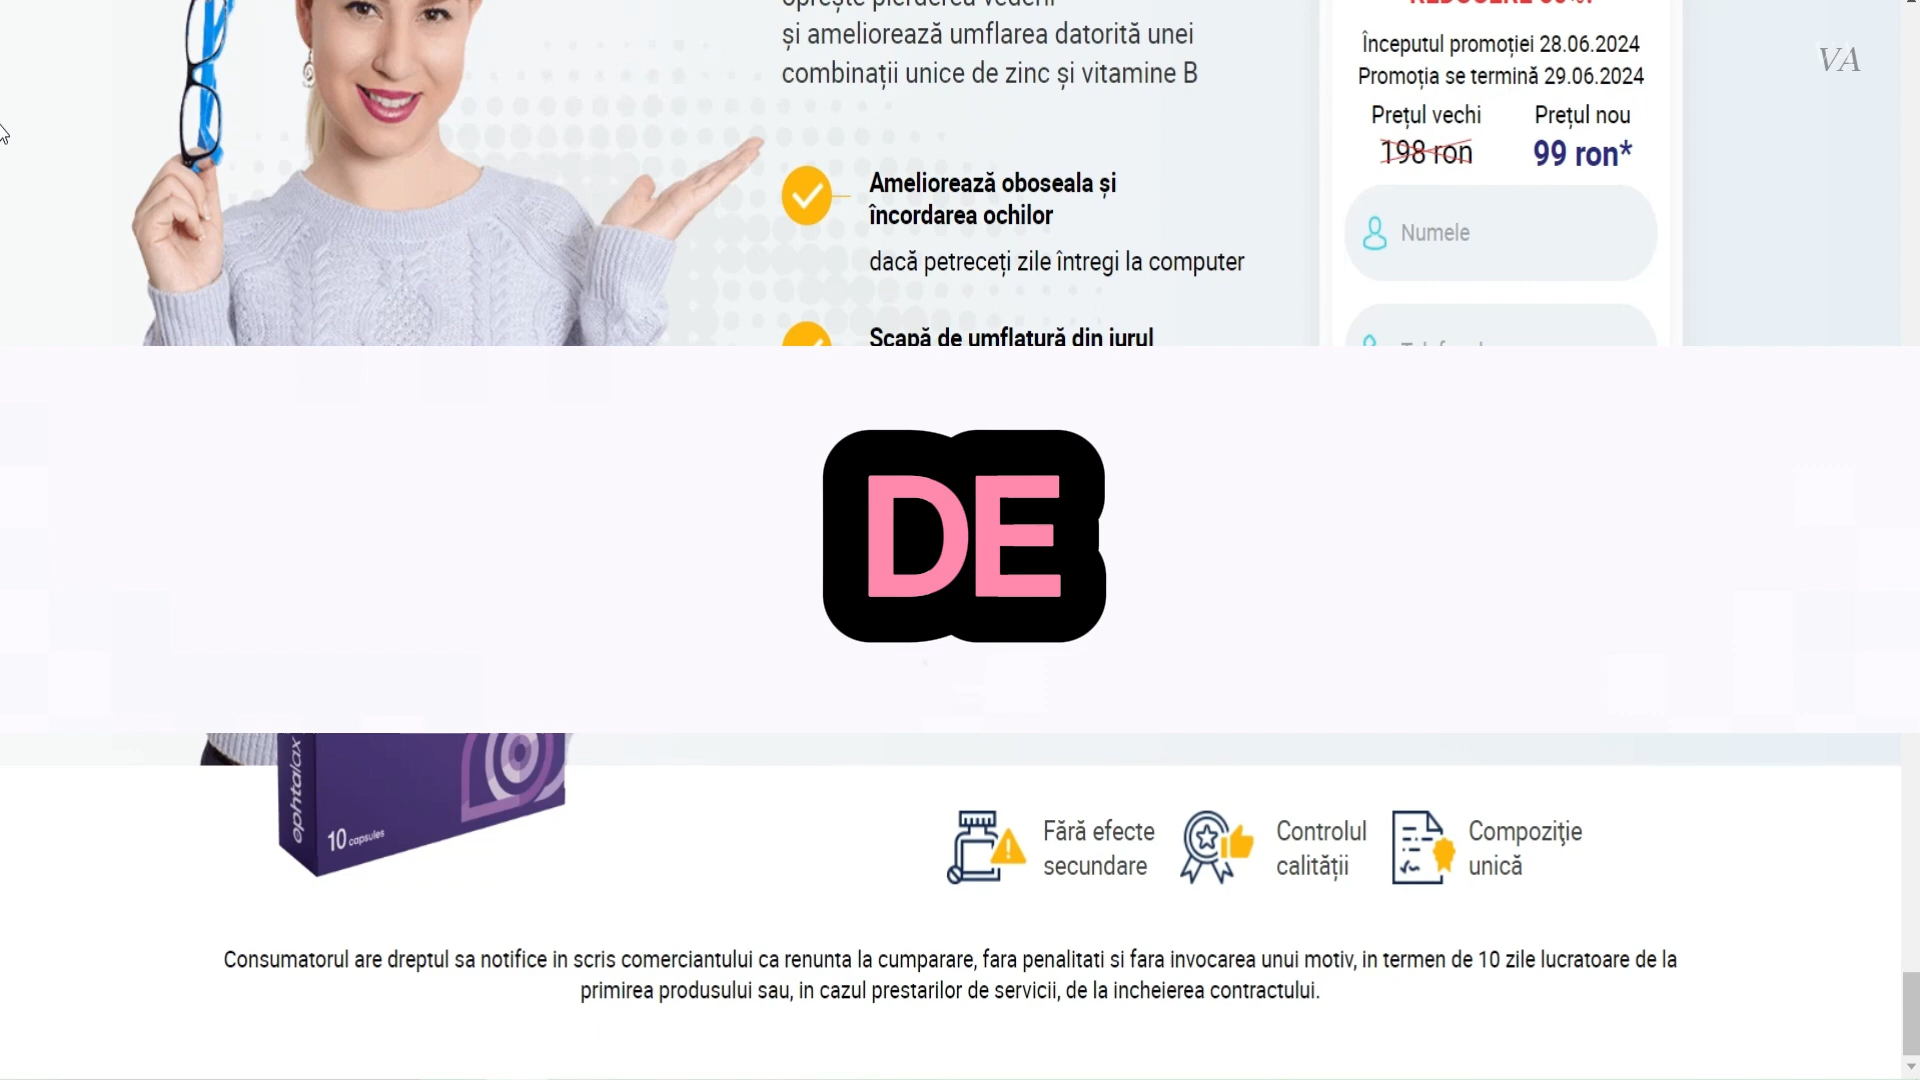 și ameliorează umflarea datorită unei
combinații unice de zinc și vitamine B
Ameliorează oboseala și
încordarea ochilor
dacă petreceți zile întregi la computer
Scapă de umflatură din jurul
Începutul promoției 28.06.2024
Promoția se termină 29.06.2024
Prețul vechi Prețul nou
198 ron 99 ron*
Numele
VA
DE
ophtalax
10 capsules
Fără efecte
secundare
Controlul
calității
Compoziţie
unică
Consumatorul are dreptul sa notifice in scris comerciantului ca renunta la cumparare, fara penalitati si fara invocarea unui motiv, in termen de 10 zile lucratoare de la
primirea produsului sau, in cazul prestarilor de servicii, de la incheierea contractului.